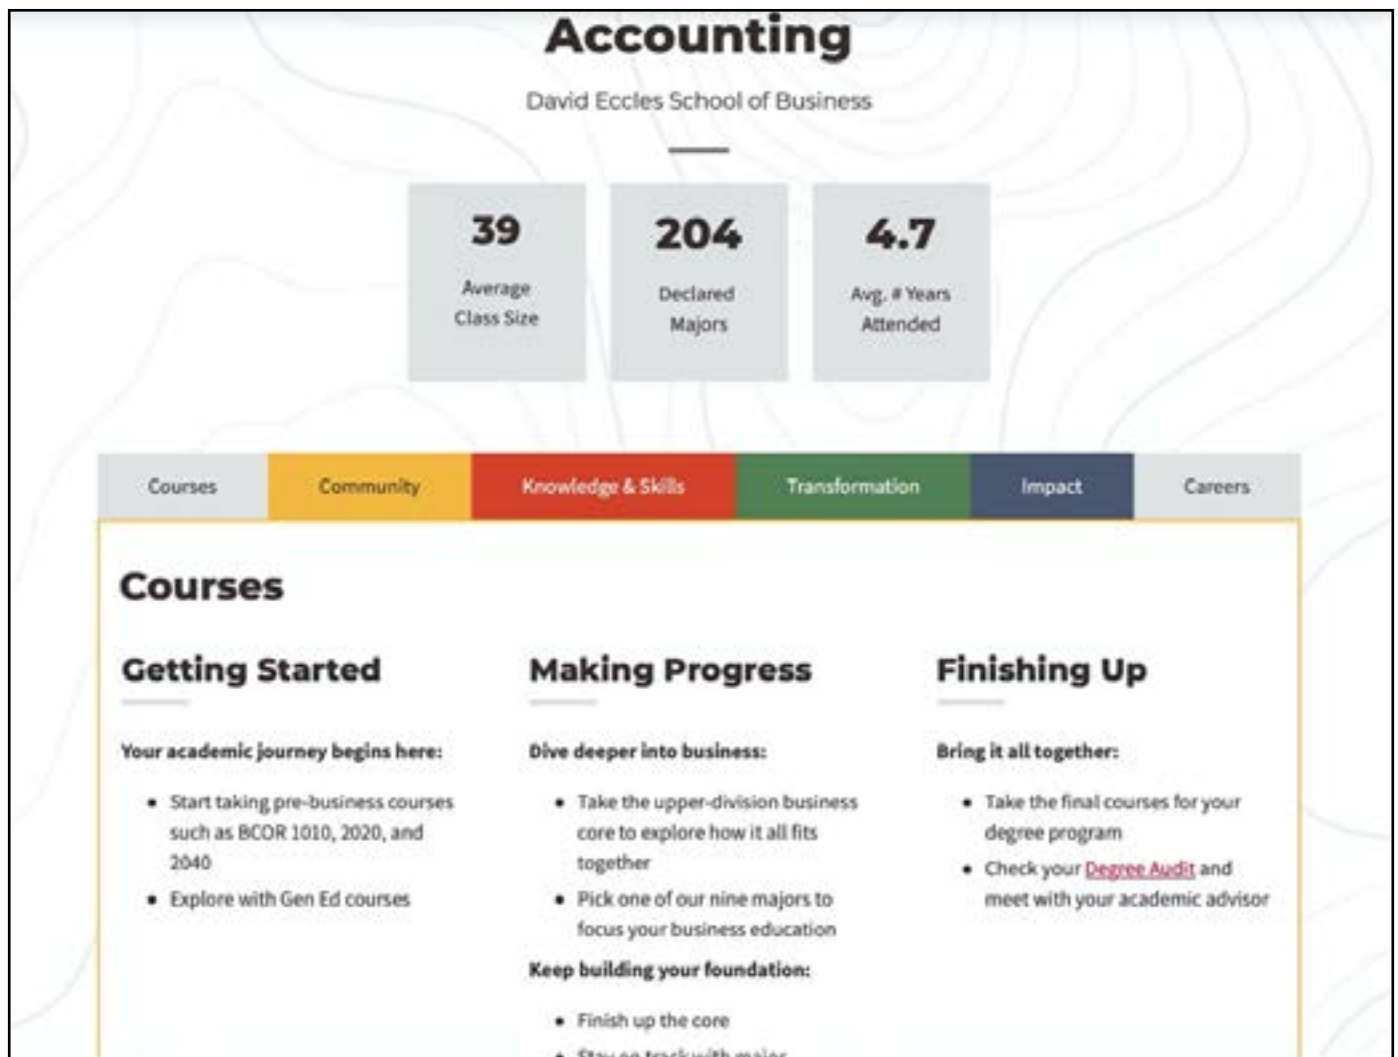 Accounting
David Eccles School of Business
39
Average
Class Size
204
Declared
Majors
4.7
Avg. # Years
Attended
Courses
Community
Knowledge & Skills
Transformation
Impact
Careers
Courses
Getting Started
Your academic journey begins here:
• Start taking pre-business courses
such as BCOR 1010, 2020, and
2040
• Explore with Gen Ed courses
Making Progress
Dive deeper into business:
• Take the upper-division business
core to explore how it all fits
together
• Pick one of our nine majors to
focus your business education
Keep building your foundation:
• Finish up the core
• Stay on track with major
Finishing Up
Bring it all together:
• Take the final courses for your
degree program
• Check your Degree Audit and
meet with your academic advisor